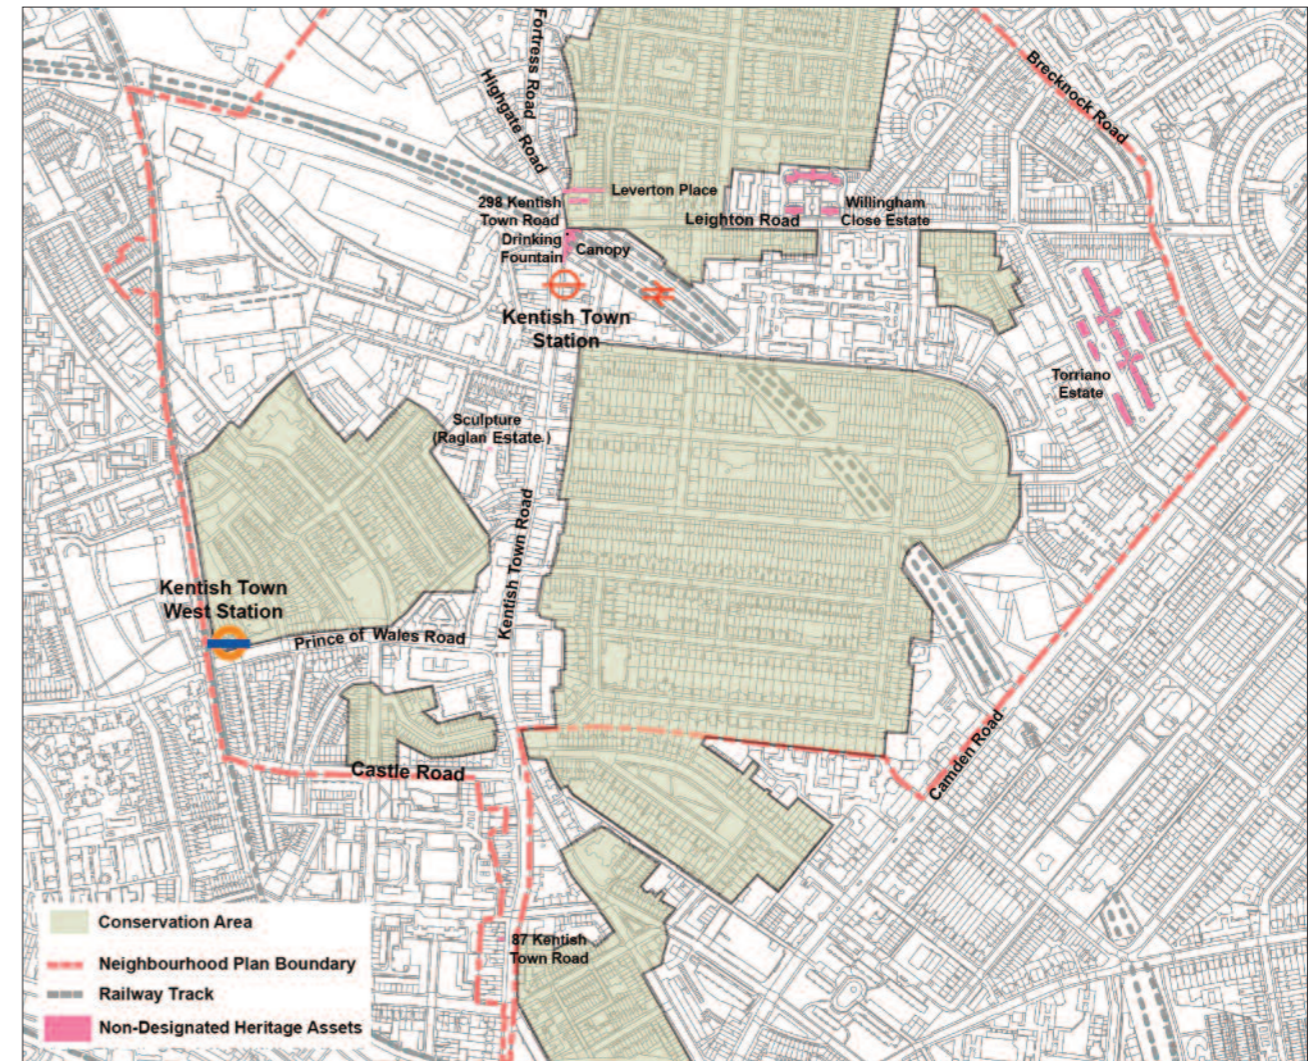 Fortress Road
Highgate Road
Brecknock Road
Leverton Place
298 Kentish
Town Road
Willingham
Close Estate
Leighton Road
Drinking
Fountain
Canopy
Kentish Town
Station
Torriano
Estate
Sculpture
(Raglan Estate.)
Kentish Town Road
Kentish Town
West Station
Prince of Wales Road
Castle Road
Camden Road
87 Kentish
Town Road
Conservation Area
Neighbourhood Plan Boundary
Railway Track
Non-Designated Heritage Assets